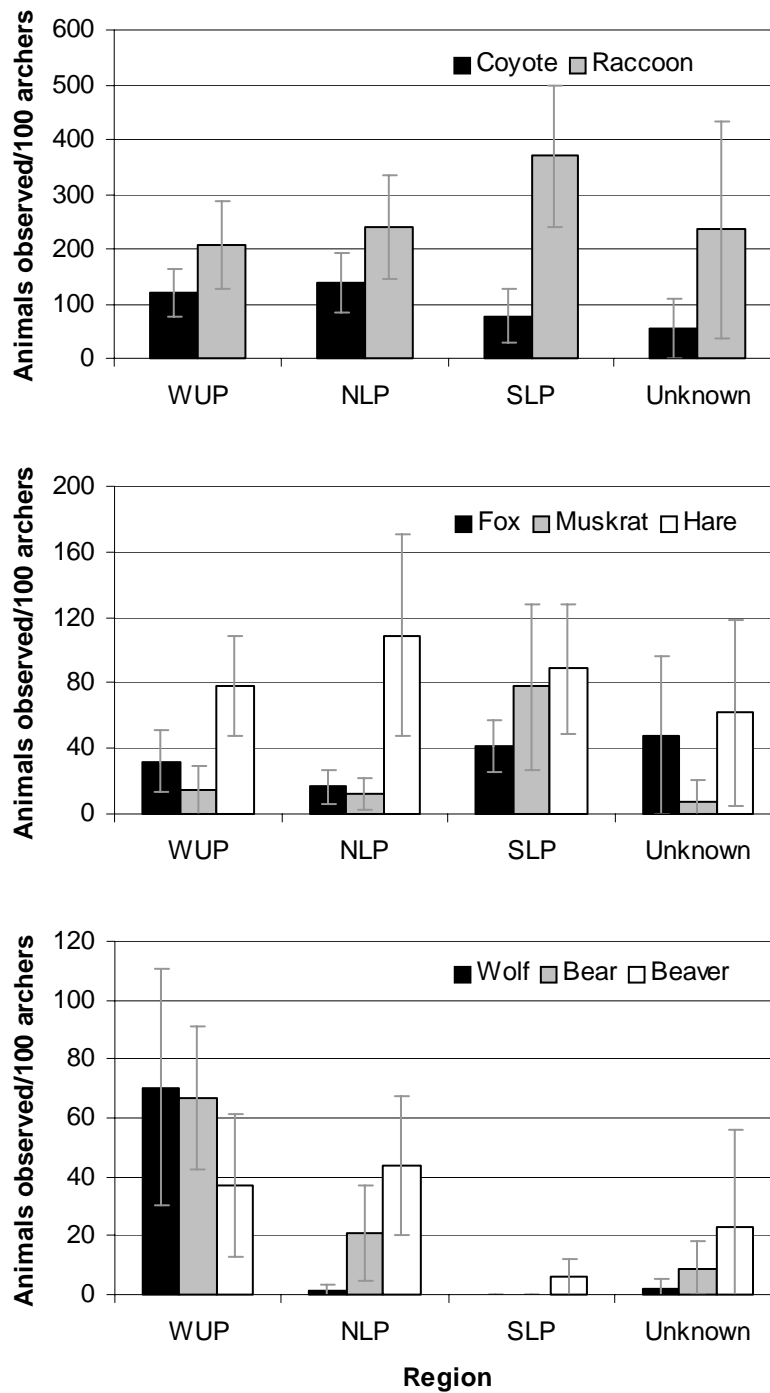 Animals observed/100 archers
600
500
400
300
200
100
0
Coyote Raccoon
WUP NLP SLP Unknown
Animals observed/100 archers
200
160
120
80
40
0
Fox Muskrat Hare
WUP NLP SLP Unknown
Animals observed/100 archers
120
100
80
60
40
20
0
Wolf Bear Beaver
WUP NLP SLP Unknown
Region